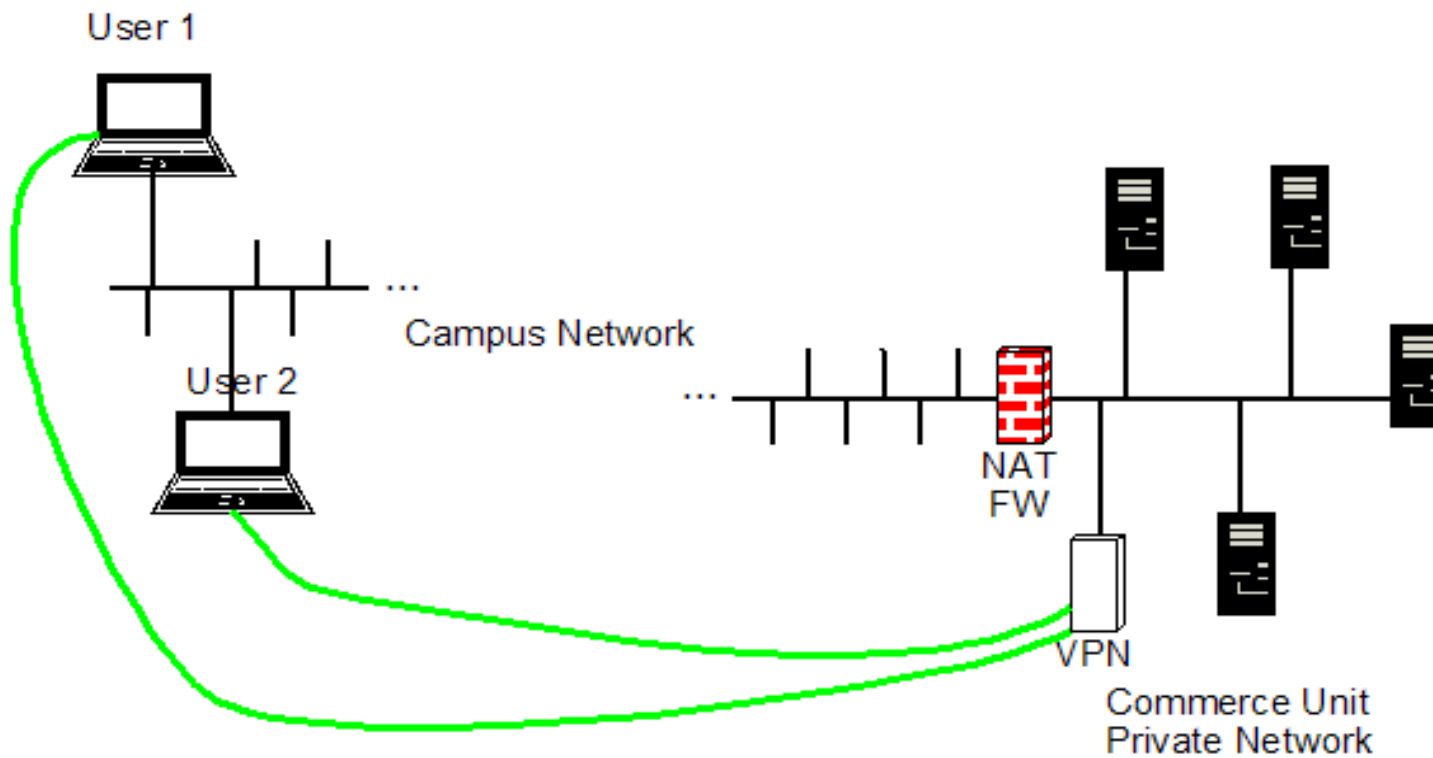 User 1
...
Campus Network
User 2
...
NAT
FW
VPN
Commerce Unit
Private Network